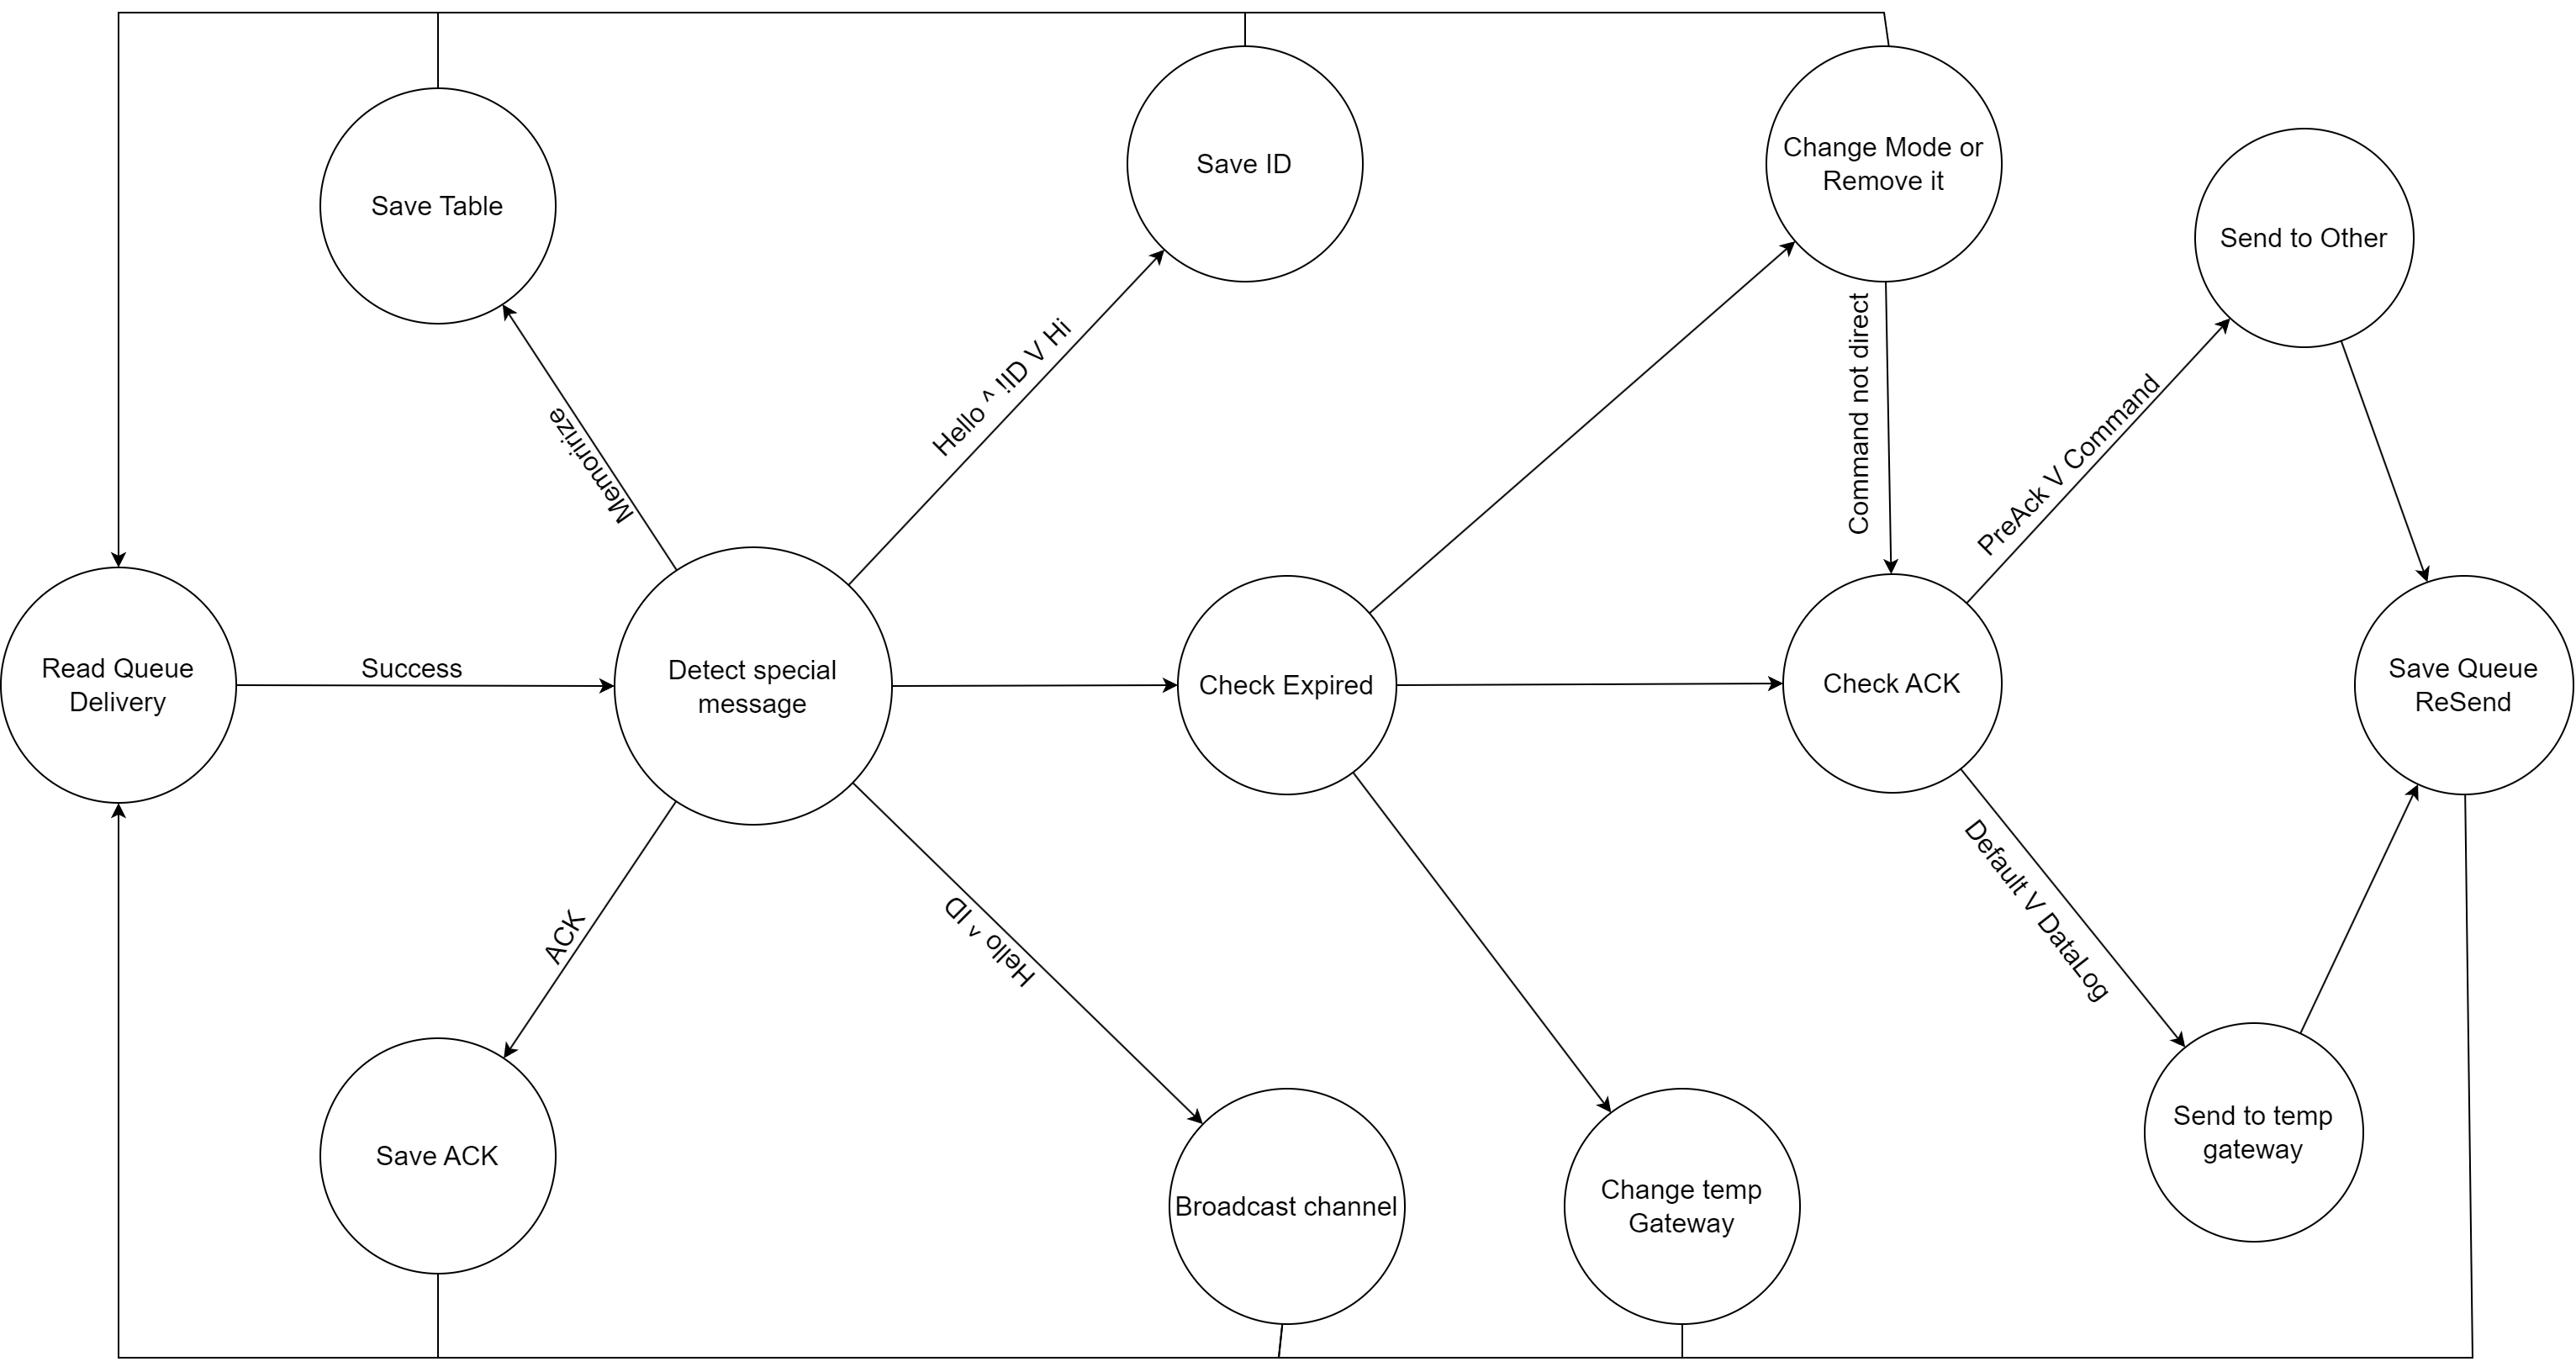 Save Table
Save ID
Change Mode or
Remove it
Send to Other
Memorize
Hello ^ !ID V Hi
Command not direct
PreAck V Command
Read Queue
Delivery
Success
Detect special
message
Check Expired
Check ACK
Save Queue
ReSend
ACK
Hello ^ ID
Default V DataLog
Save ACK
Broadcast channel
Change temp
Gateway
Send to temp
gateway